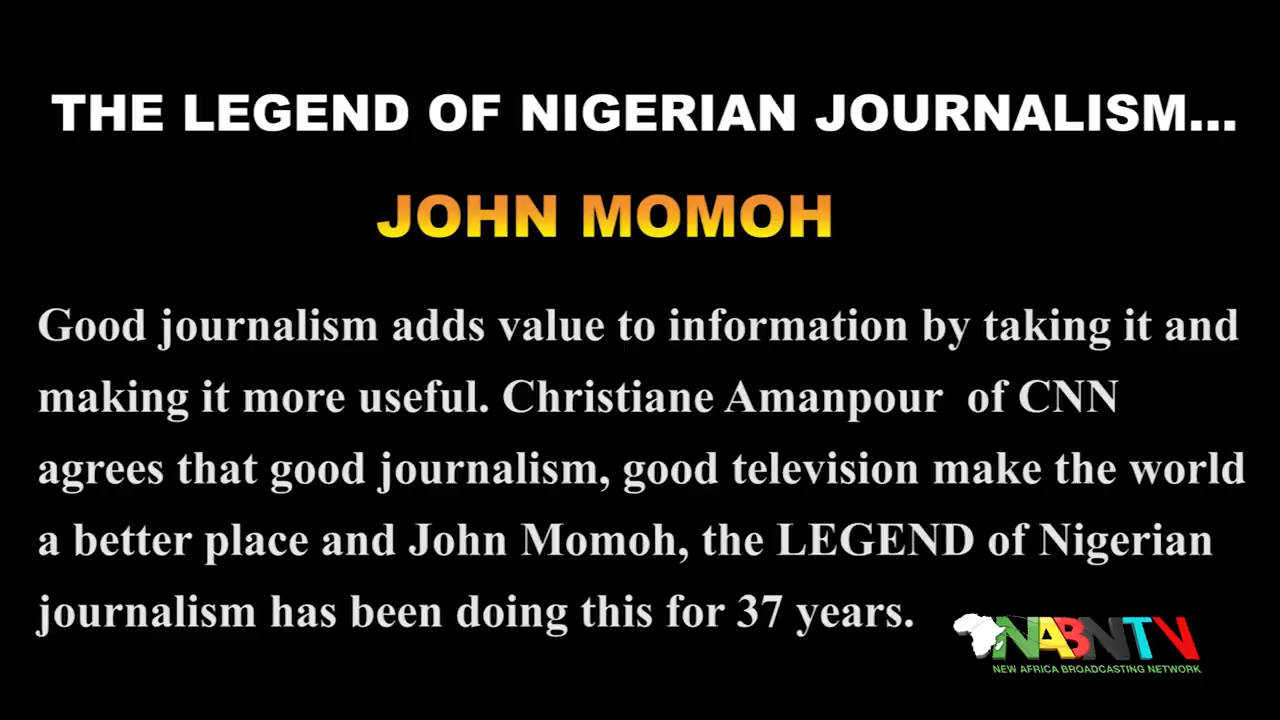 THE LEGEND OF NIGERIAN JOURNALISM...
JOHN MOMOH
Good journalism adds value to information by taking it and
making it more useful. Christiane Amanpour  of CNN
agrees that good journalism, good television make the world
a better place and John Momoh, the LEGEND of Nigerian
journalism has been doing this for 37 years.
NABNTV
NEW AFRICA BROADCASTING NETWORK